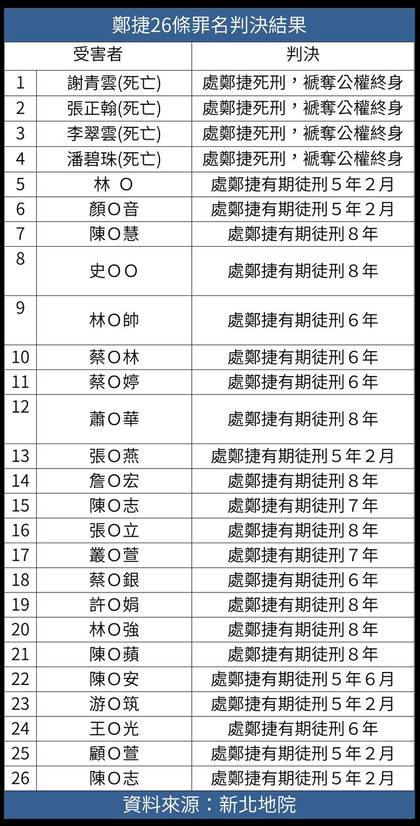 鄭捷26條罪名判決結果
受害者 判決
1 謝青雲(死亡) 處鄭捷死刑，褫奪公權終身
2 張正翰(死亡) 處鄭捷死刑，褫奪公權終身
3 李翠雲(死亡) 處鄭捷死刑，褫奪公權終身
4 潘碧珠(死亡) 處鄭捷死刑，褫奪公權終身
5 林 O 處鄭捷有期徒刑５年２月
6 顏O音 處鄭捷有期徒刑５年２月
7 陳O慧 處鄭捷有期徒刑８年
8 史OO 處鄭捷有期徒刑８年
9 林O帥 處鄭捷有期徒刑６年
10 蔡O林 處鄭捷有期徒刑６年
11 蔡O婷 處鄭捷有期徒刑６年
12 蕭O華 處鄭捷有期徒刑８年
13 張O燕 處鄭捷有期徒刑５年２月
14 詹O宏 處鄭捷有期徒刑８年
15 陳O志 處鄭捷有期徒刑７年
16 張O立 處鄭捷有期徒刑８年
17 叢O萱 處鄭捷有期徒刑７年
18 蔡O銀 處鄭捷有期徒刑６年
19 許O娟 處鄭捷有期徒刑８年
20 林O強 處鄭捷有期徒刑８年
21 陳O蘋 處鄭捷有期徒刑８年
22 陳O安 處鄭捷有期徒刑５年６月
23 游O筑 處鄭捷有期徒刑５年２月
24 王O光 處鄭捷有期徒刑６年
25 顧O萱 處鄭捷有期徒刑５年２月
26 陳O志 處鄭捷有期徒刑５年２月
資料來源：新北地院